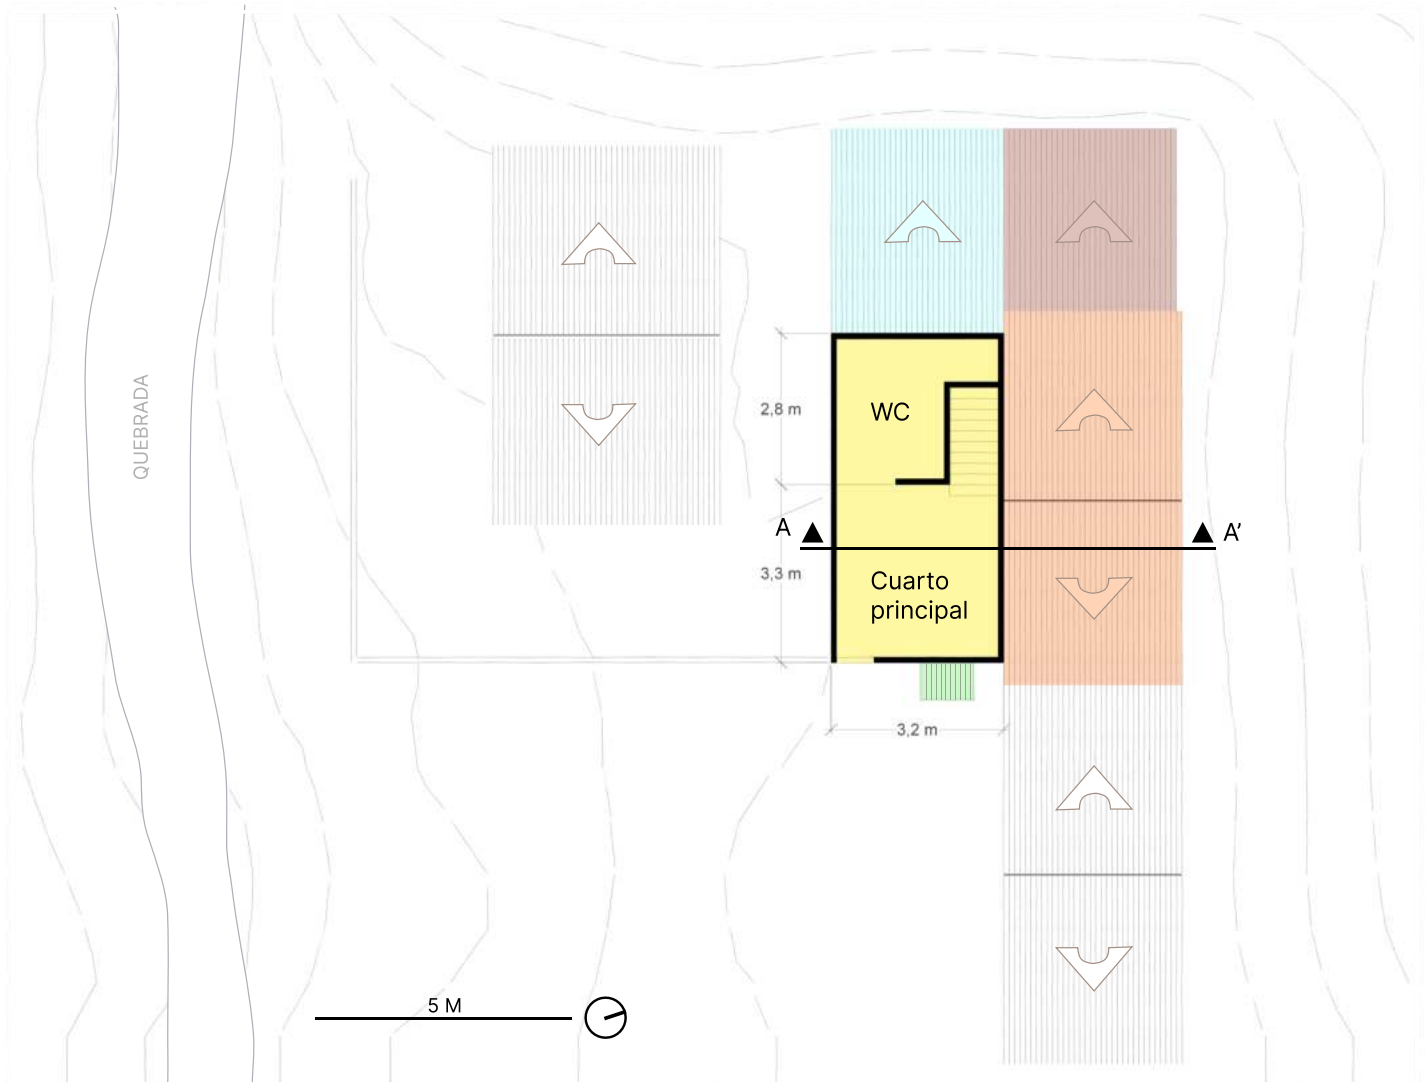 QUEBRADA
2,8 m
WC
A
A’
3,3 m
Cuarto
principal
3,2 m
5 M